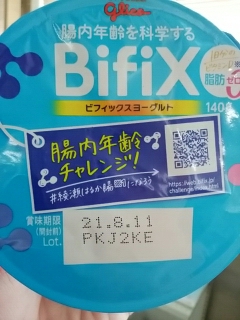 glico
腸内年齢を科学する
BifiX
ビフィックスヨーグルト
脂肪ゼロ
140g
腸内年齢
チャレンジ!
賞味期限
(開封前)
Lot.
21.8.11
PKJ2KE